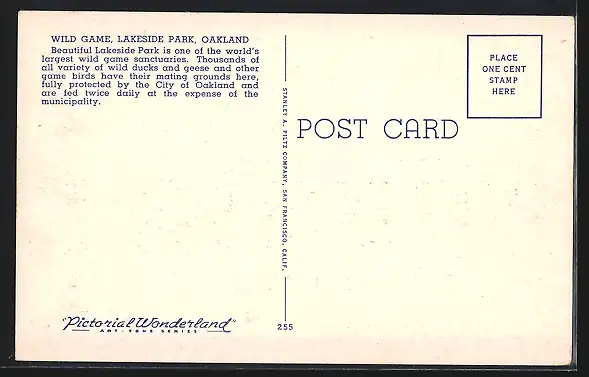 WILD GAME, LAKESIDE PARK, OAKLAND
Beautiful Lakeside Park is one of the world's
largest wild game sanctuaries. Thousands of
all variety of wild ducks and geese and other
game birds have their mating grounds here,
fully protected by the City of Oakland and
are fed twice daily at the expense of the
municipality.
"Pictorial Wonderland"
ART-TONE SERIES
STANLEY A. PILTZ COMPANY, SAN FRANCISCO, CALIF.
255
POST CARD
PLACE
ONE CENT
STAMP
HERE